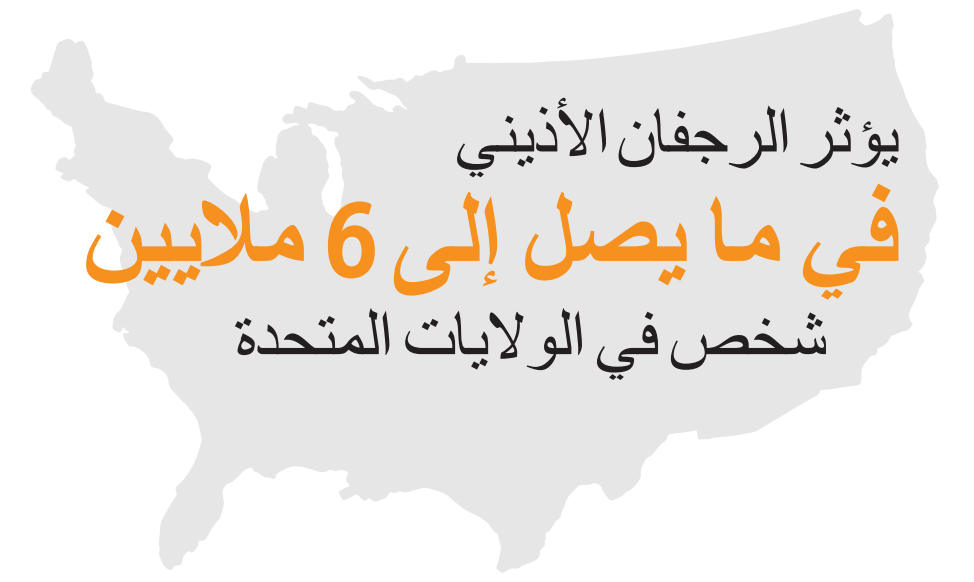 يؤثر الرجفان الأذيني
في ما يصل إلى 6 ملايين
شخص في الولايات المتحدة